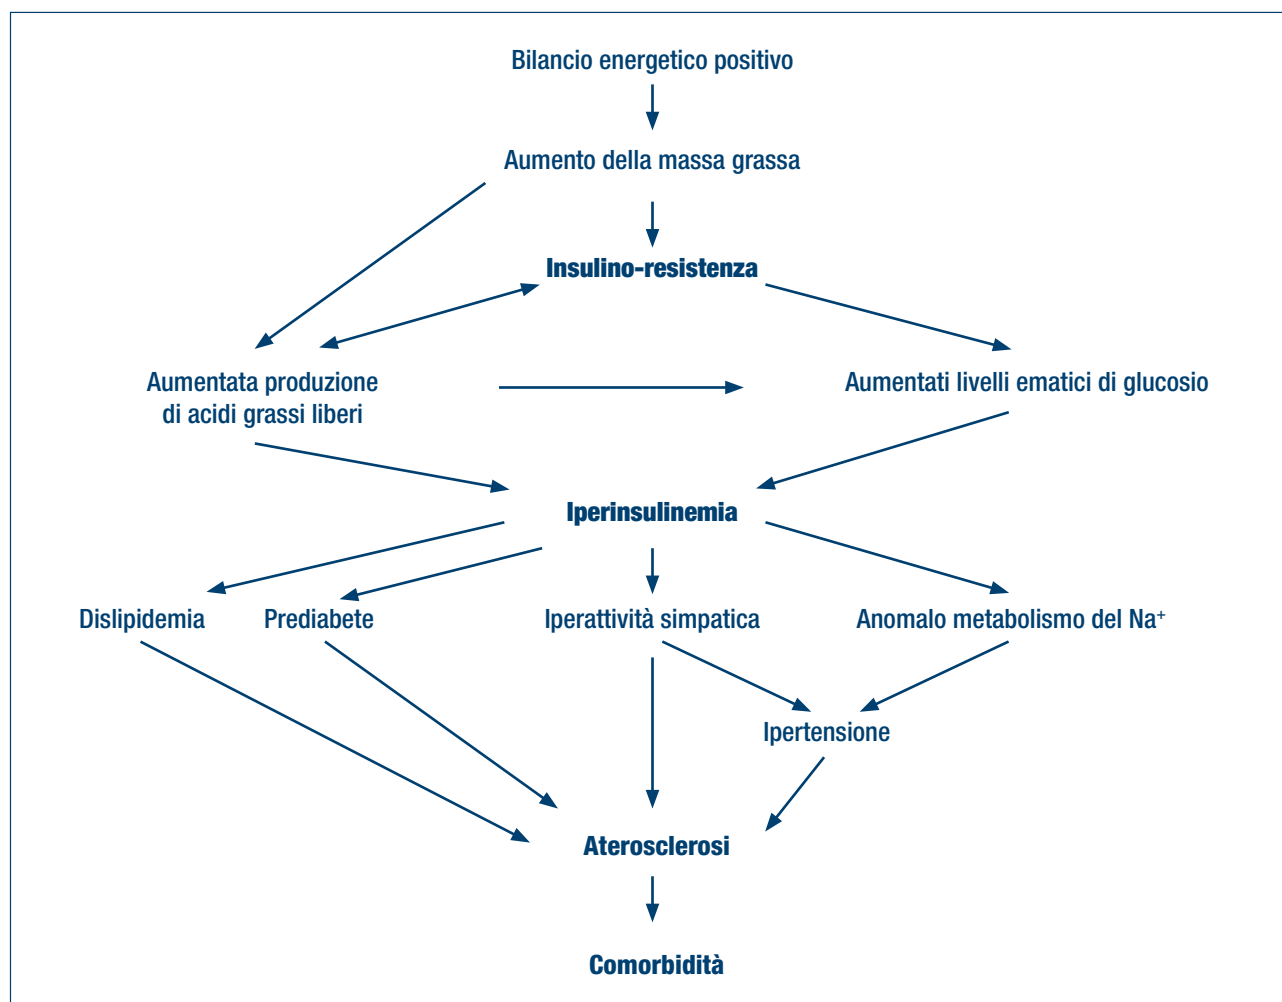 Bilancio energetico positivo
Aumento della massa grassa
Insulino-resistenza
Aumentata produzione
di acidi grassi liberi
Aumentati livelli ematici di glucosio
Iperinsulinemia
Dislipidemia
Prediabete
Iperattività simpatica
Anomalo metabolismo del Na⁺
Ipertensione
Aterosclerosi
Comorbidità